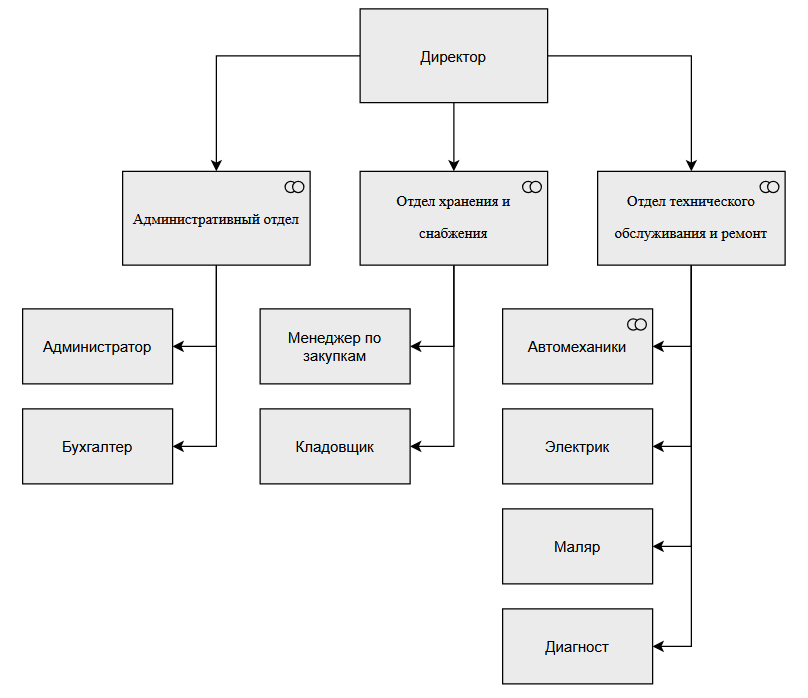 Директор
Административный отдел
Отдел хранения и
снабжения
Отдел технического
обслуживания и ремонт
Администратор
Менеджер по
закупкам
Автомеханики
Бухгалтер
Кладовщик
Электрик
Маляр
Диагност